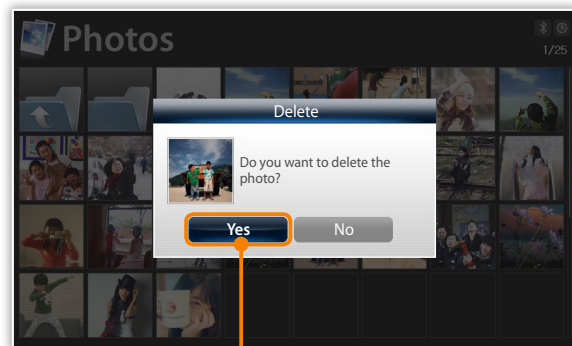 Photos
1/25
Delete
Do you want to delete the
photo?
Yes
No